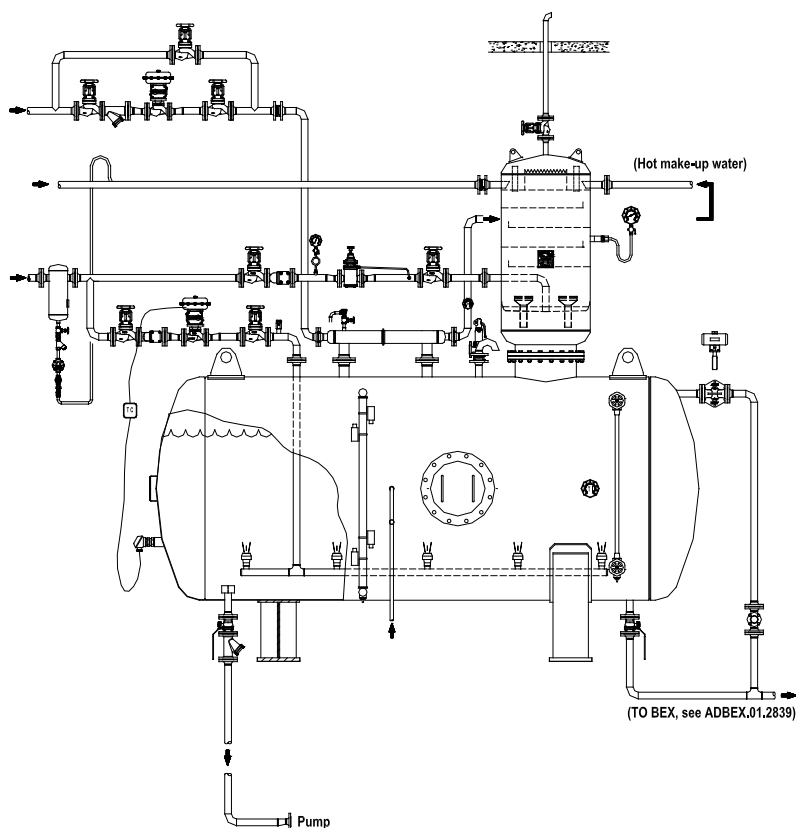 (Hot make-up water)
TC
(TO BEX, see ADBEX.01.2839)
Pump